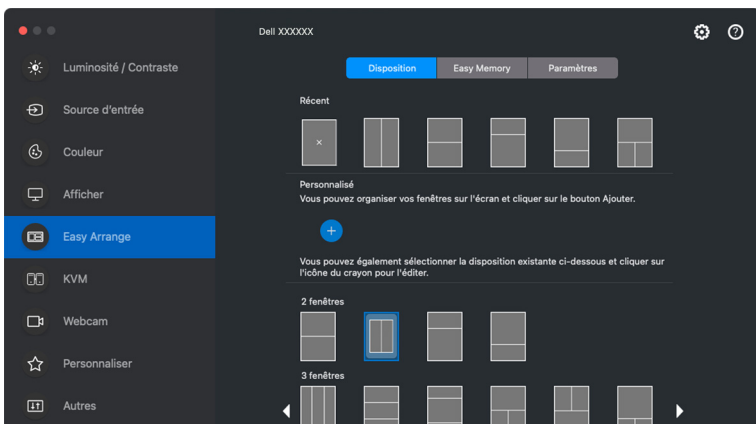 Dell XXXXXX
Luminosité / Contraste
Source d'entrée
Couleur
Afficher
Easy Arrange
KVM
Webcam
Personnaliser
Autres
Disposition
Easy Memory
Paramètres
Récent
Personnalisé
Vous pouvez organiser vos fenêtres sur l'écran et cliquer sur le bouton Ajouter.
Vous pouvez également sélectionner la disposition existante ci-dessous et cliquer sur
l'icône du crayon pour l'éditer.
2 fenêtres
3 fenêtres